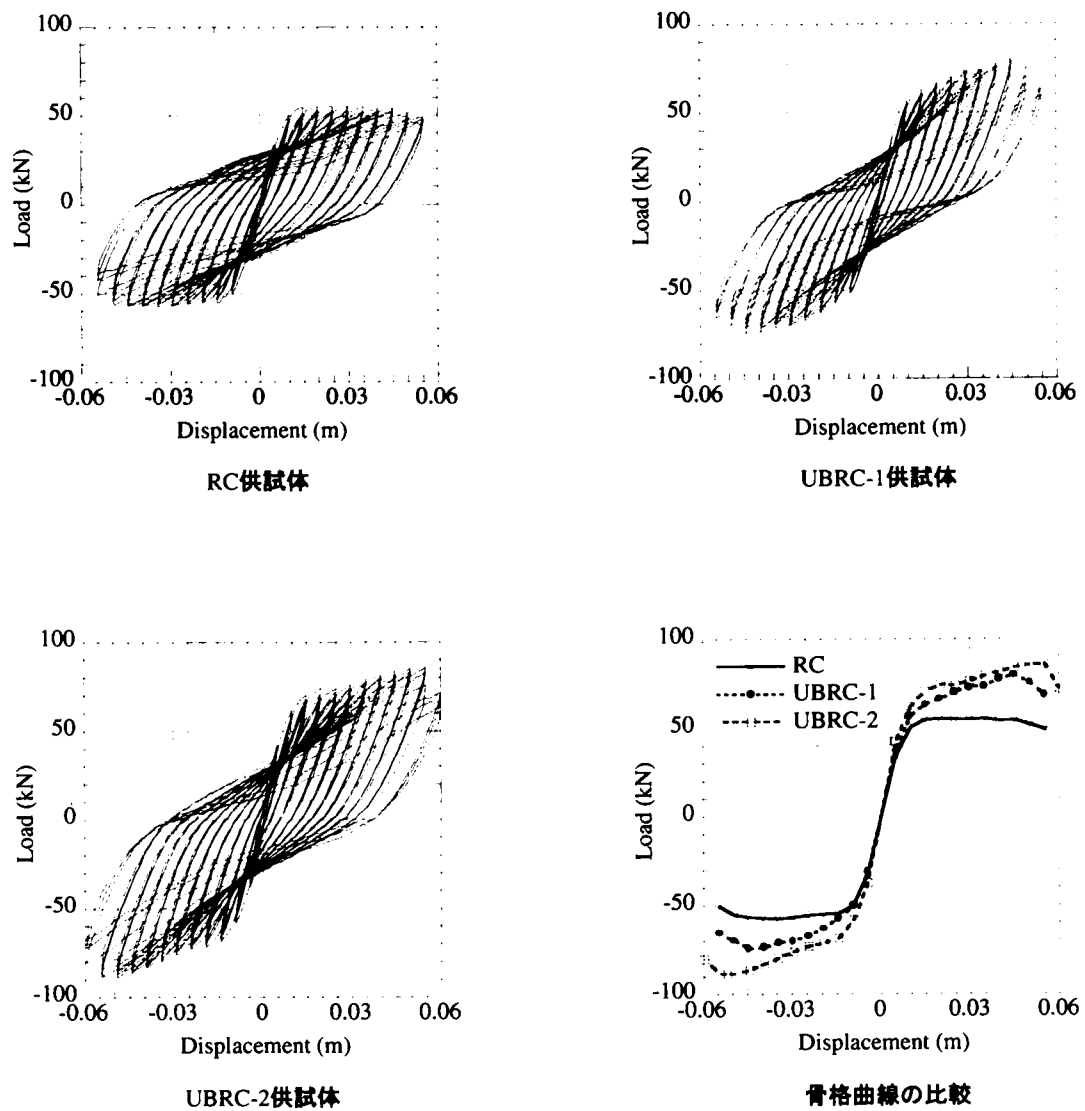 100
50
0
-50
-100
Load (kN)
-0.06 -0.03 0 0.03 0.06
Displacement (m)
RC供試体
100
50
0
-50
-100
Load (kN)
-0.06 -0.03 0 0.03 0.06
Displacement (m)
UBRC-1供試体
100
50
0
-50
-100
Load (kN)
-0.06 -0.03 0 0.03 0.06
Displacement (m)
UBRC-2供試体
100
50
0
-50
-100
Load (kN)
RC
UBRC-1
UBRC-2
-0.06 -0.03 0 0.03 0.06
Displacement (m)
骨格曲線の比較